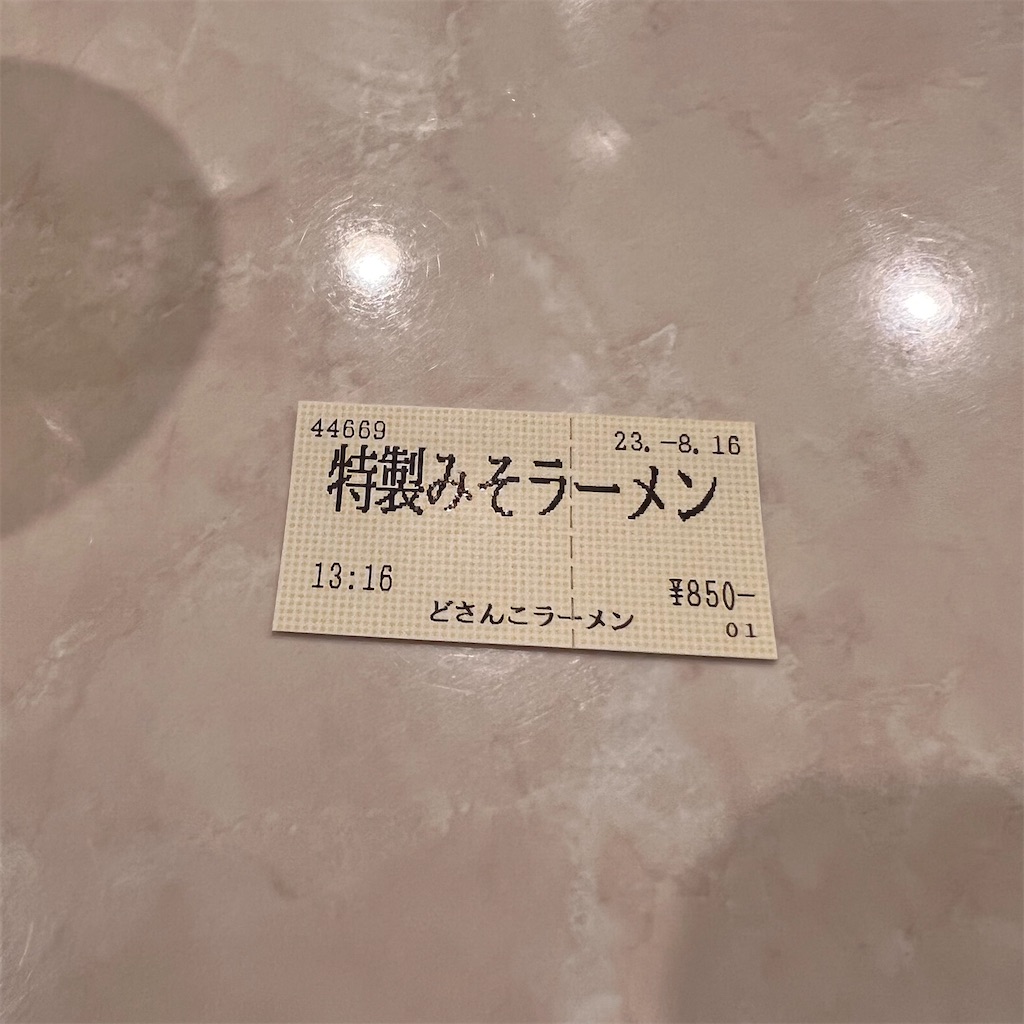 44669 23.-8.16
特製みそラーメン
13:16 ¥850-
どさんこラーメン
01